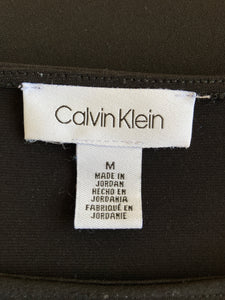 Calvin Klein
M
MADE IN
JORDAN
HECHO EN
JORDANIA
FABRIQUÉ EN
JORDANIE